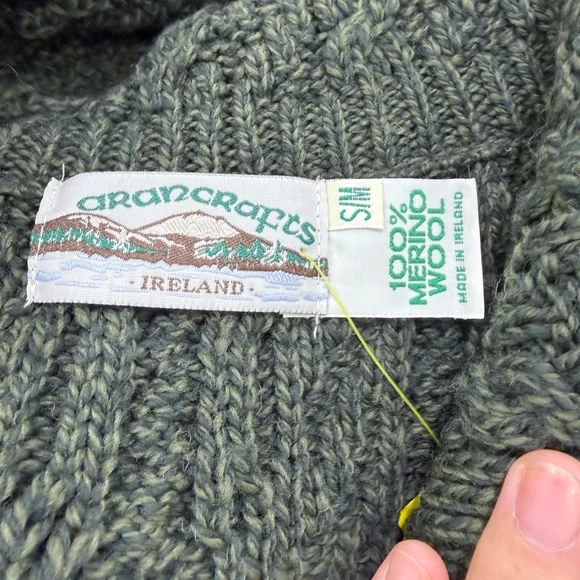 aRaNCRaFTS
· IRELAND ·
S/M
100%
MERINO
WOOL
MADE IN IRELAND